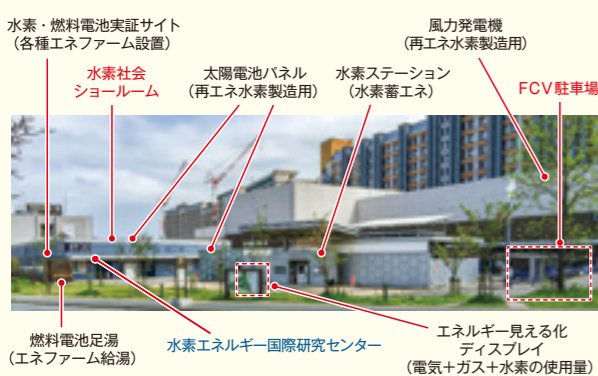 水素・燃料電池実証サイト
（各種エネファーム設置）
水素社会
ショールーム
太陽電池パネル
（再エネ水素製造用）
水素ステーション
（水素蓄エネ）
風力発電機
（再エネ水素製造用）
FCV駐車場
燃料電池足湯
（エネファーム給湯）
水素エネルギー国際研究センター
エネルギー見える化
ディスプレイ
（電気＋ガス＋水素の使用量）